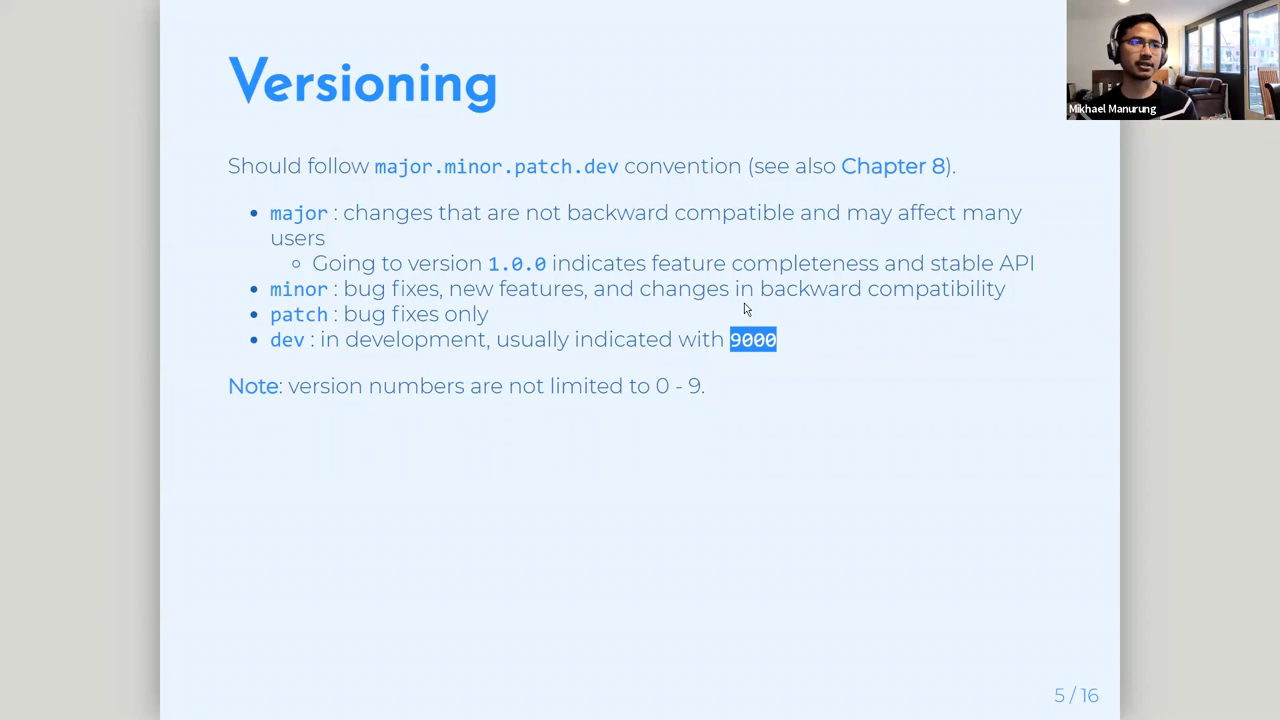 Versioning
Mikhael Manurung
Should follow major.minor.patch.dev convention (see also Chapter 8).
• major : changes that are not backward compatible and may affect many
users
○ Going to version 1.0.0 indicates feature completeness and stable API
• minor : bug fixes, new features, and changes in backward compatibility
• patch : bug fixes only
• dev : in development, usually indicated with 9000
Note: version numbers are not limited to 0 - 9.
5 / 16